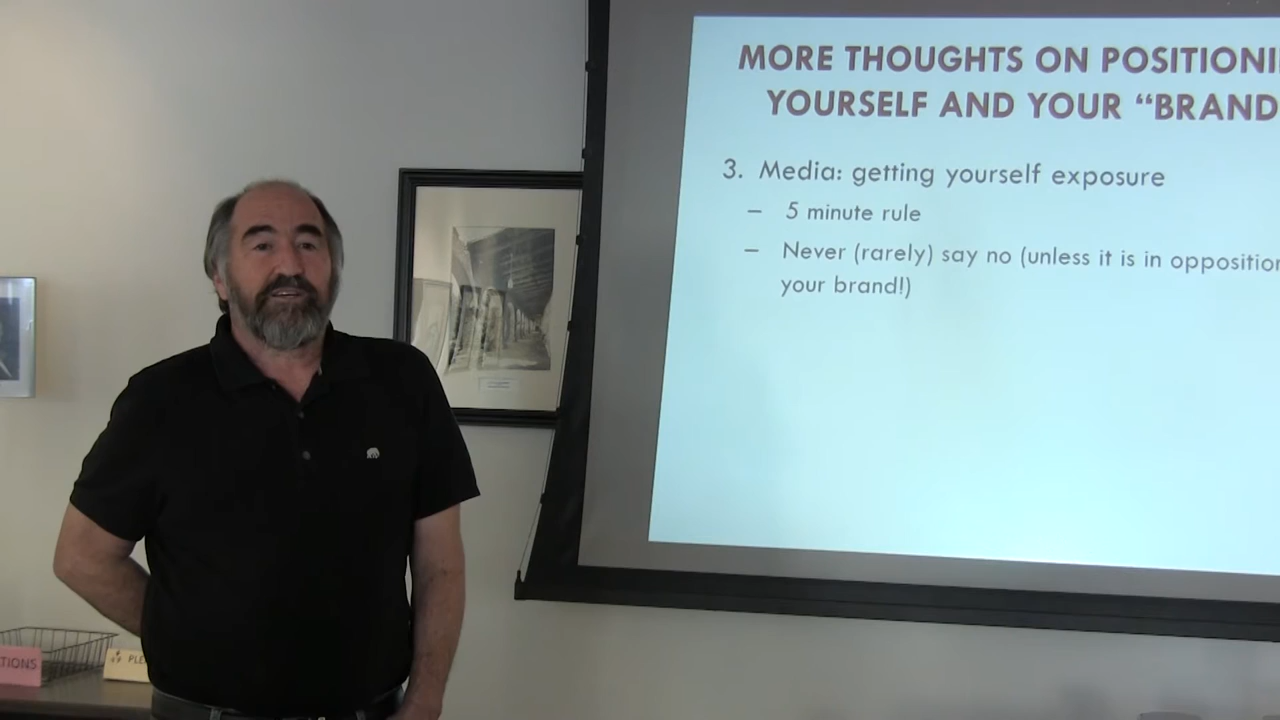 MORE THOUGHTS ON POSITIONI
YOURSELF AND YOUR “BRAND
3. Media: getting yourself exposure
– 5 minute rule
– Never (rarely) say no (unless it is in opposition
your brand!)
TIONS
PLE